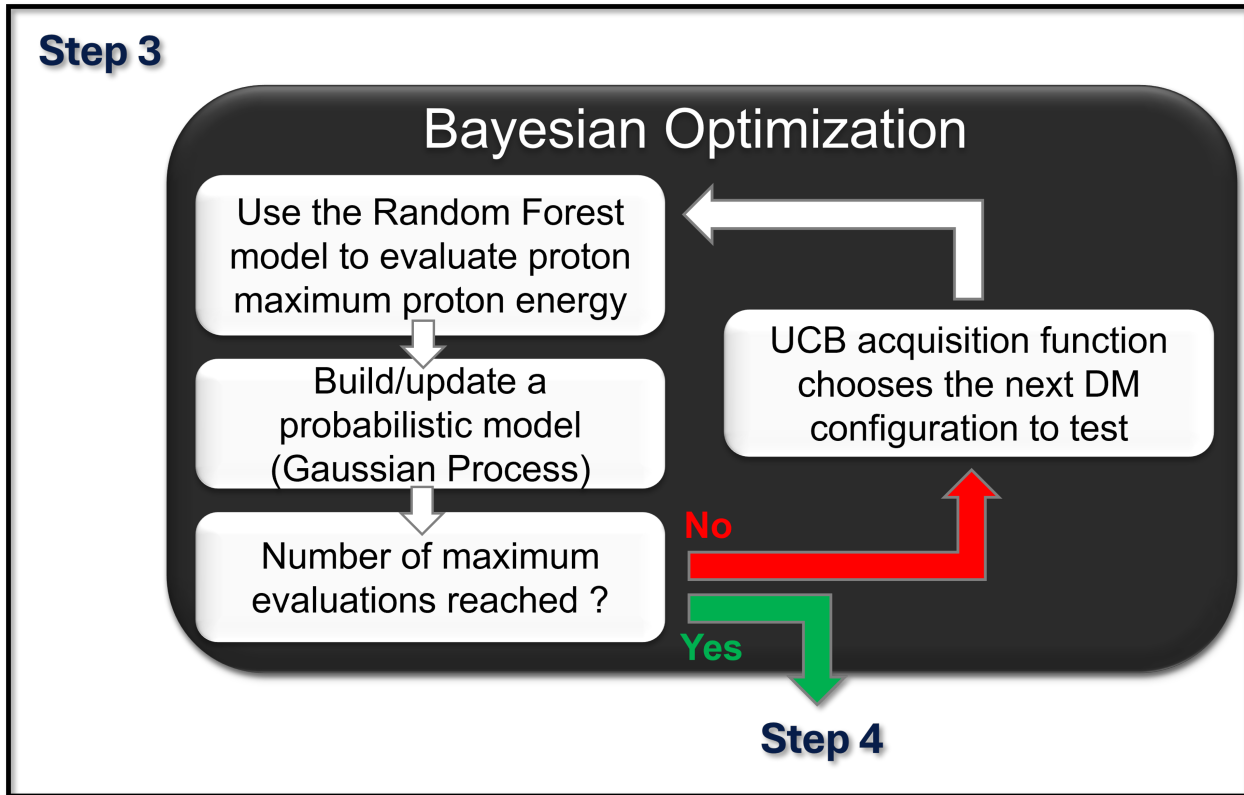 Step 3
Bayesian Optimization
Use the Random Forest
model to evaluate proton
maximum proton energy
Build/update a
probabilistic model
(Gaussian Process)
Number of maximum
evaluations reached ?
No
Yes
UCB acquisition function
chooses the next DM
configuration to test
Step 4